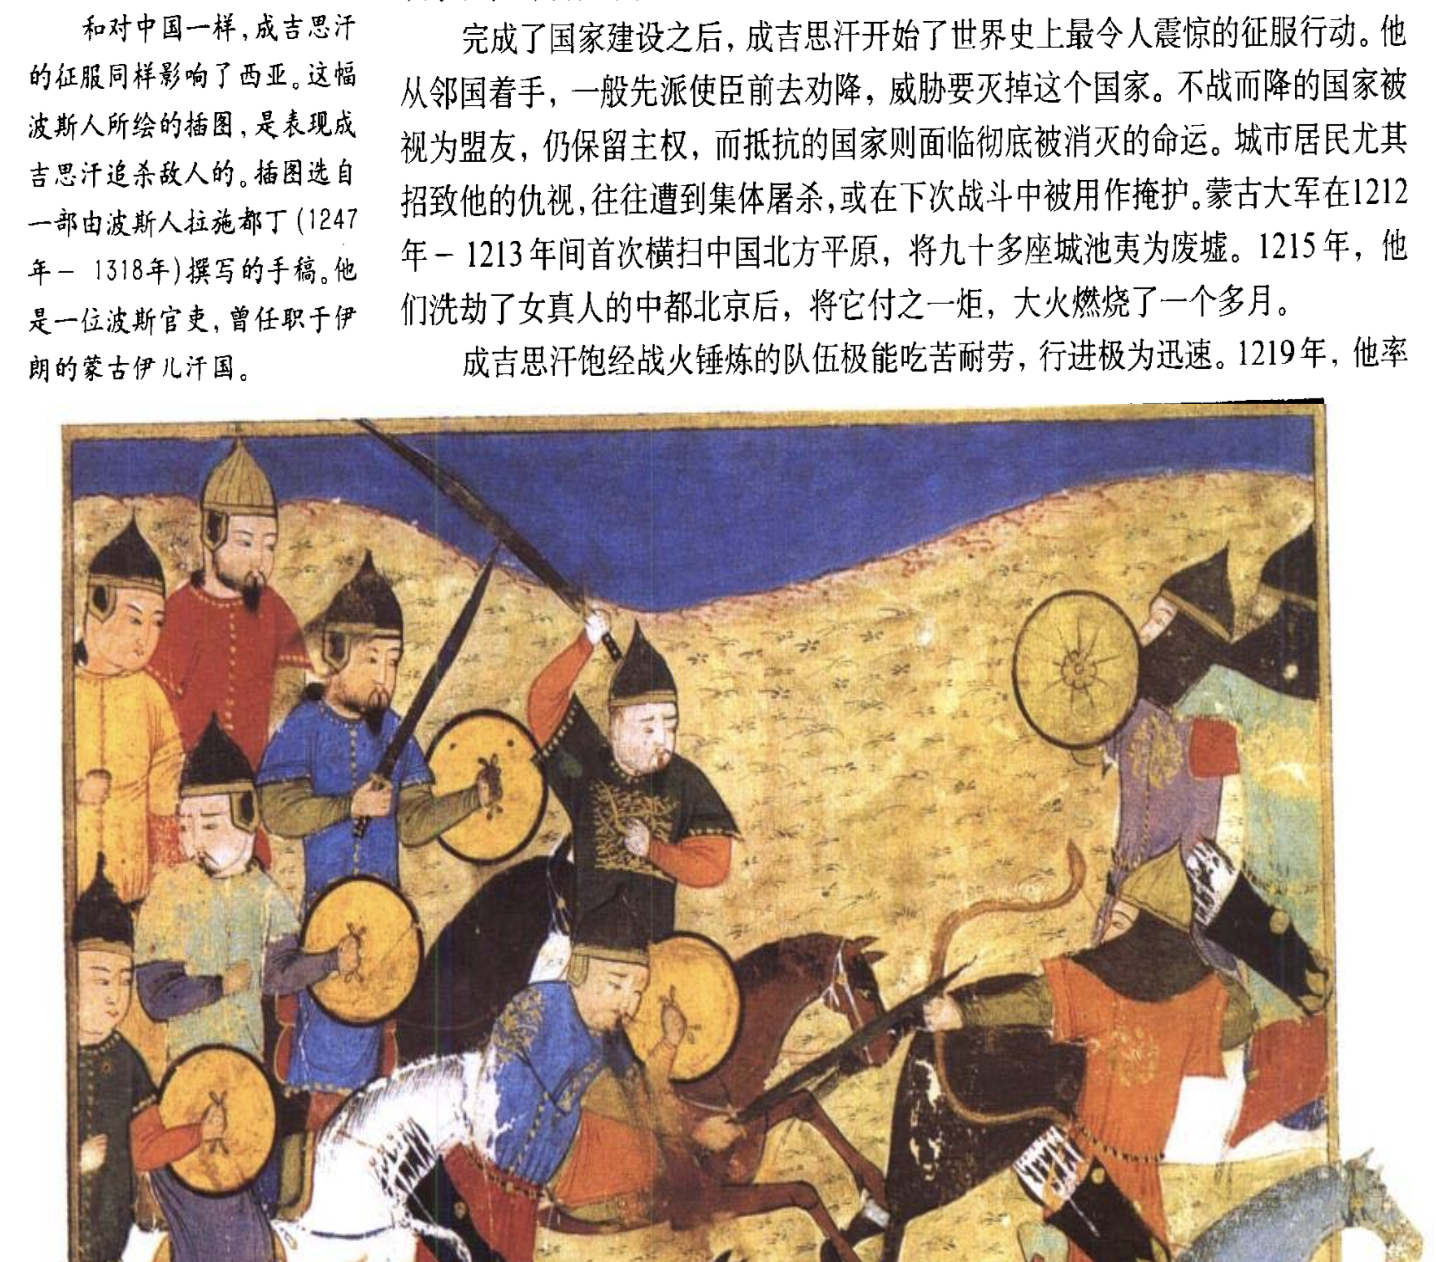 和对中国一样,成吉思汗
的征服同样影响了西亚。这幅
波斯人所绘的插图,是表现成
吉思汗追杀敌人的。插图选自
一部由波斯人拉施都丁(1247
年－ 1318年)撰写的手稿。他
是一位波斯官吏,曾任职于伊
朗的蒙古伊儿汗国。
完成了国家建设之后，成吉思汗开始了世界史上最令人震惊的征服行动。他
从邻国着手，一般先派使臣前去劝降，威胁要灭掉这个国家。不战而降的国家被
视为盟友，仍保留主权，而抵抗的国家则面临彻底被消灭的命运。城市居民尤其
招致他的仇视,往往遭到集体屠杀,或在下次战斗中被用作掩护。蒙古大军在1212
年－1213年间首次横扫中国北方平原，将九十多座城池夷为废墟。1215年，他
们洗劫了女真人的中都北京后，将它付之一炬，大火燃烧了一个多月。
成吉思汗饱经战火锤炼的队伍极能吃苦耐劳，行进极为迅速。1219年，他率